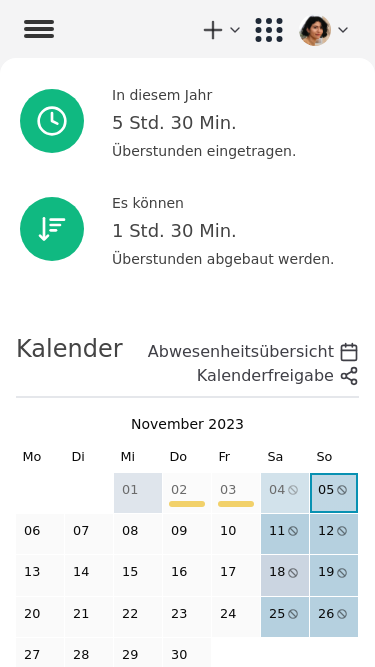 In diesem Jahr
5 Std. 30 Min.
Überstunden eingetragen.
Es können
1 Std. 30 Min.
Überstunden abgebaut werden.
Kalender
Abwesenheitsübersicht
Kalenderfreigabe
November 2023
Mo Di Mi Do Fr Sa So
01 02 03 04 05
06 07 08 09 10 11 12
13 14 15 16 17 18 19
20 21 22 23 24 25 26
27 28 29 30